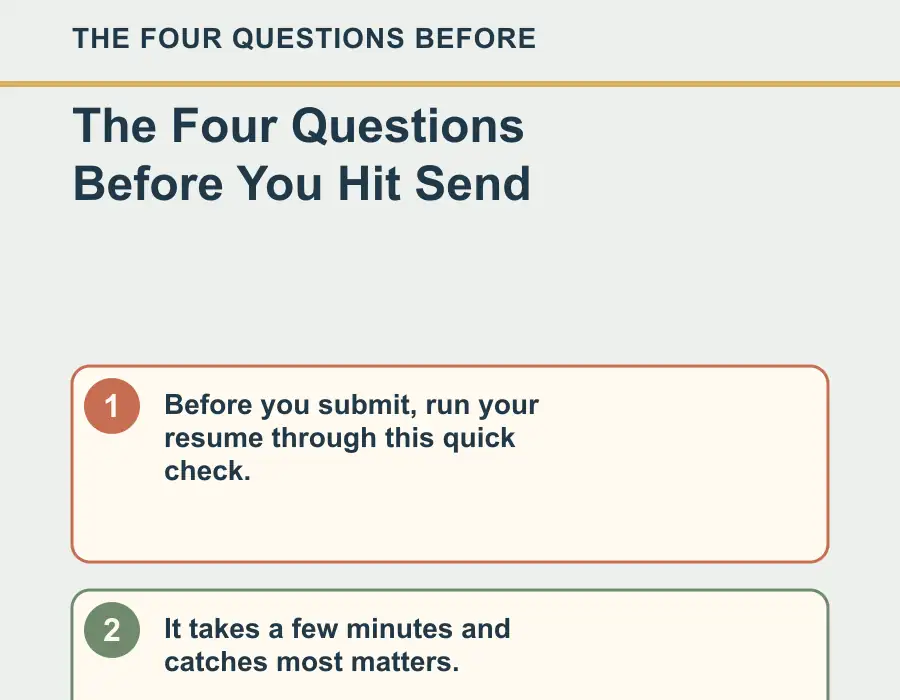 THE FOUR QUESTIONS BEFORE
The Four Questions
Before You Hit Send
1
Before you submit, run your
resume through this quick
check.
2
It takes a few minutes and
catches most matters.